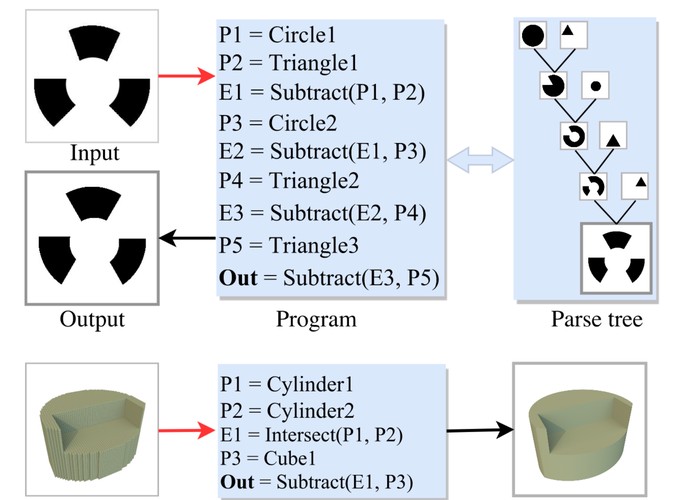 P1 = Circle1
P2 = Triangle1
E1 = Subtract(P1, P2)
P3 = Circle2
E2 = Subtract(E1, P3)
P4 = Triangle2
E3 = Subtract(E2, P4)
P5 = Triangle3
Out = Subtract(E3, P5)
Input
Output
Program
Parse tree
P1 = Cylinder1
P2 = Cylinder2
E1 = Intersect(P1, P2)
P3 = Cube1
Out = Subtract(E1, P3)